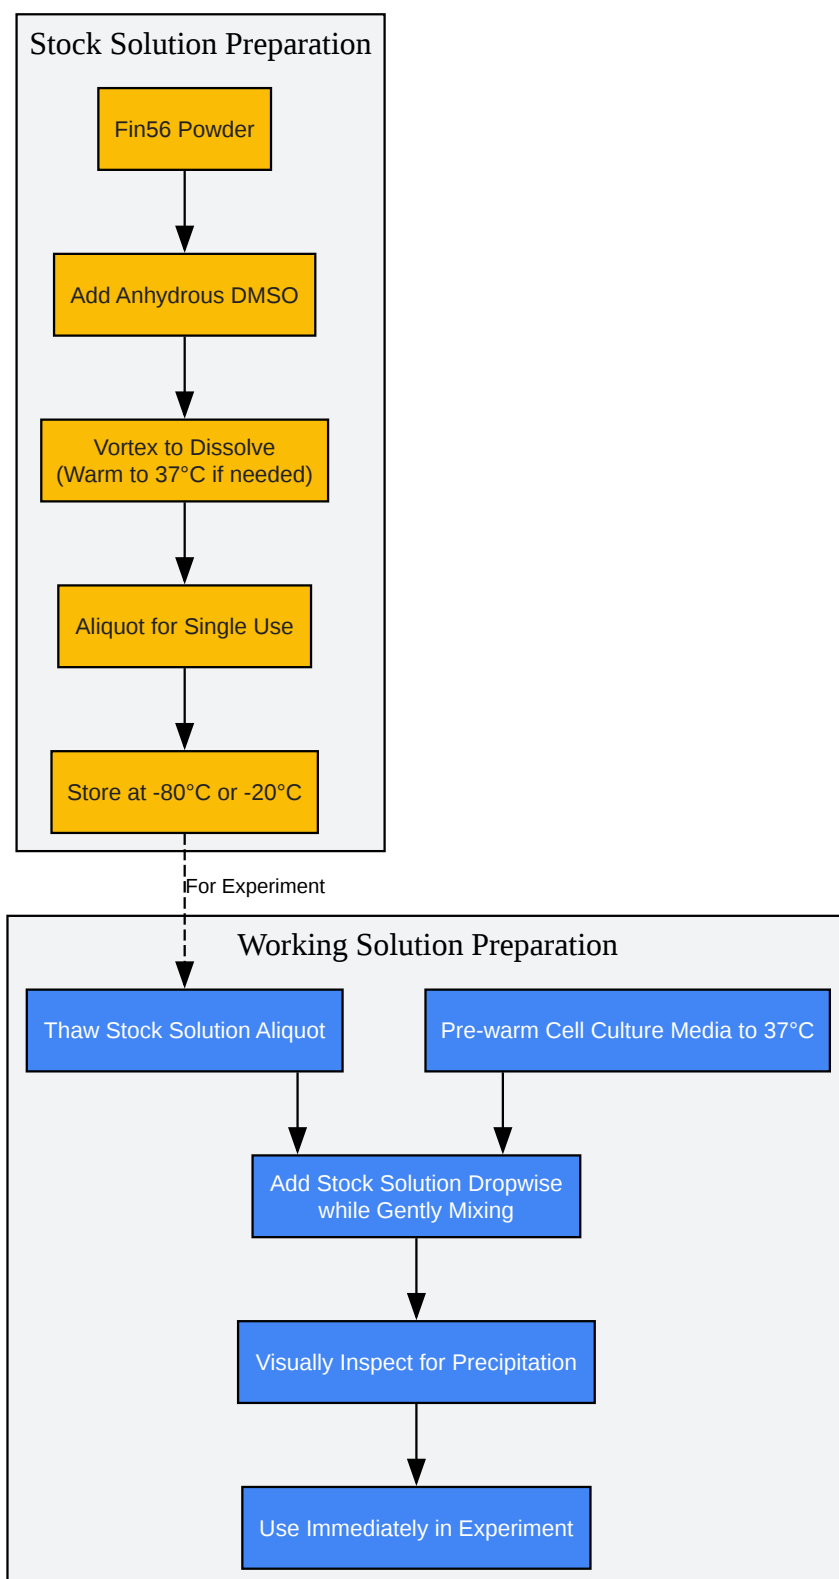 Stock Solution Preparation
Fin56 Powder
Add Anhydrous DMSO
Vortex to Dissolve
(Warm to 37°C if needed)
Aliquot for Single Use
Store at -80°C or -20°C
For Experiment
Working Solution Preparation
Thaw Stock Solution Aliquot
Pre-warm Cell Culture Media to 37°C
Add Stock Solution Dropwise
while Gently Mixing
Visually Inspect for Precipitation
Use Immediately in Experiment